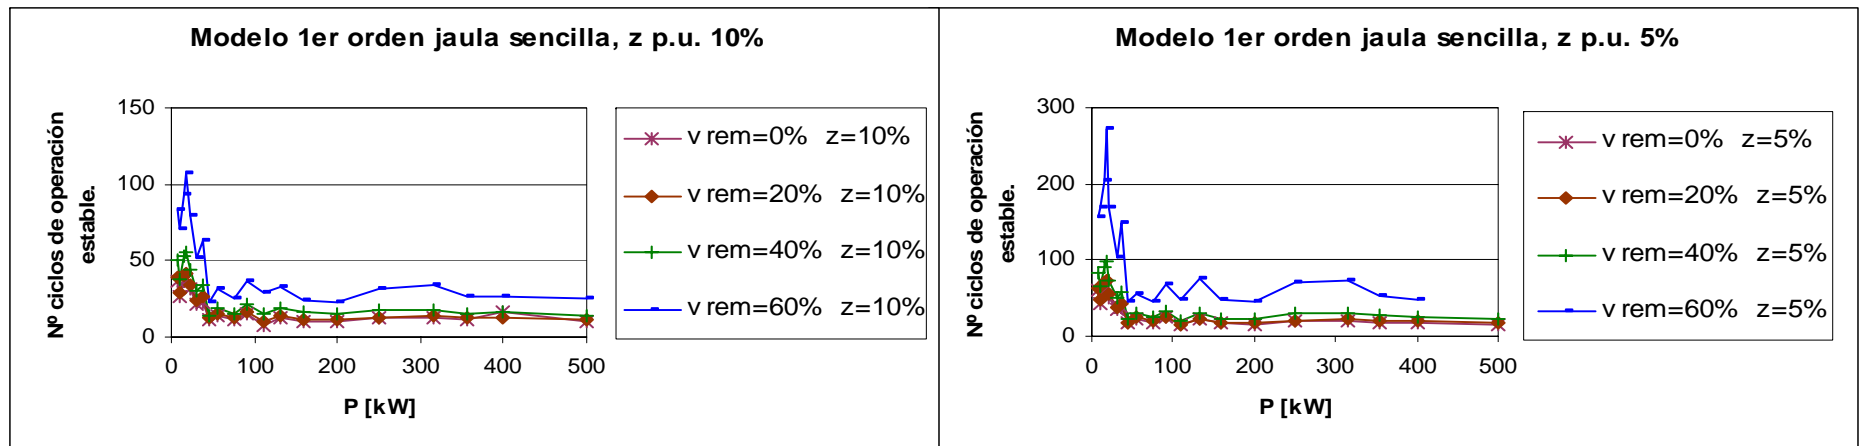 Modelo 1er orden jaula sencilla, z p.u. 10%
Nº ciclos de operación
estable.
150
100
50
0
0 100 200 300 400 500
P [kW]
v rem=0% z=10%
v rem=20% z=10%
v rem=40% z=10%
v rem=60% z=10%
Modelo 1er orden jaula sencilla, z p.u. 5%
Nº ciclos de operación
estable.
300
200
100
0
0 100 200 300 400 500
P [kW]
v rem=0% z=5%
v rem=20% z=5%
v rem=40% z=5%
v rem=60% z=5%